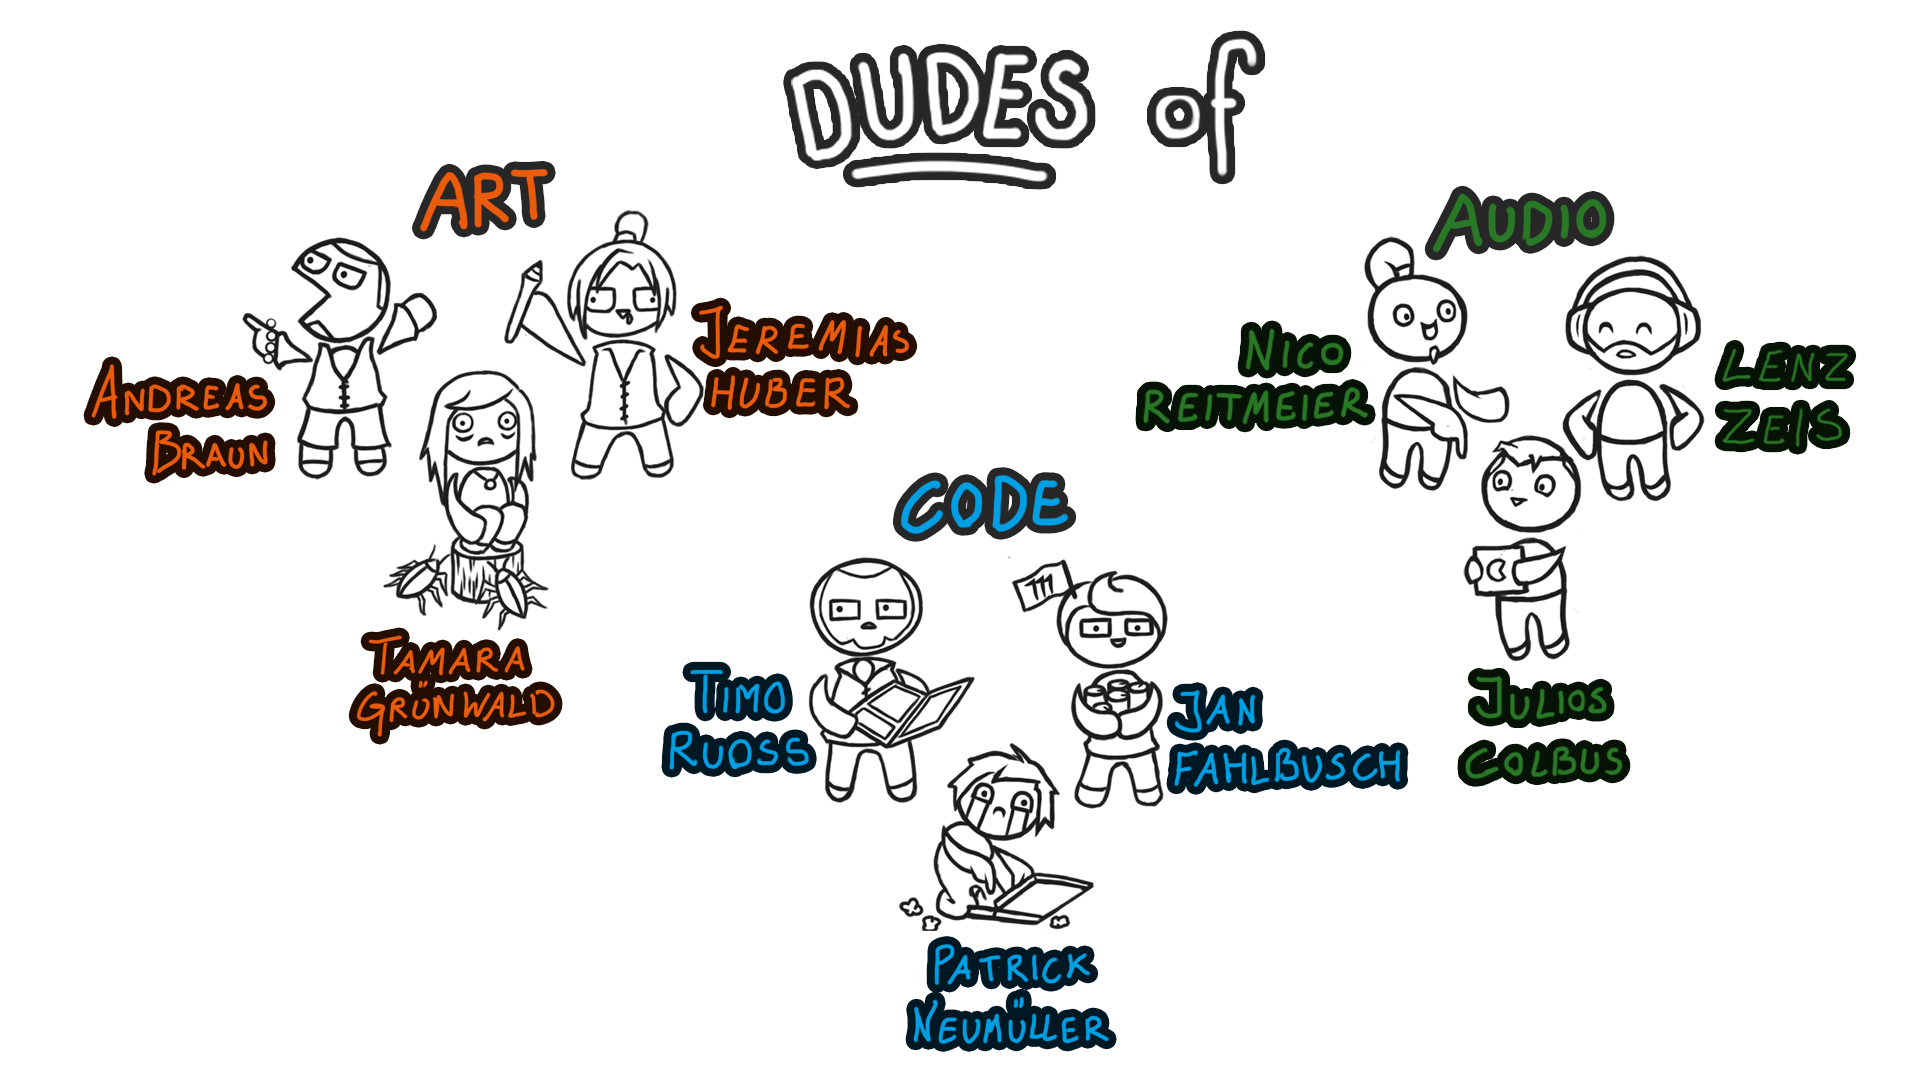 DUDES of
ART
ANDREAS
BRAUN
JEREMIAS
HUBER
TAMARA
GRÜNWALD
CODE
TIMO
RUOSS
JAN
FAHLBUSCH
PATRICK
NEUMÜLLER
AUDIO
NICO
REITMEIER
LENZ
ZEIS
JULIOS
COLBUS